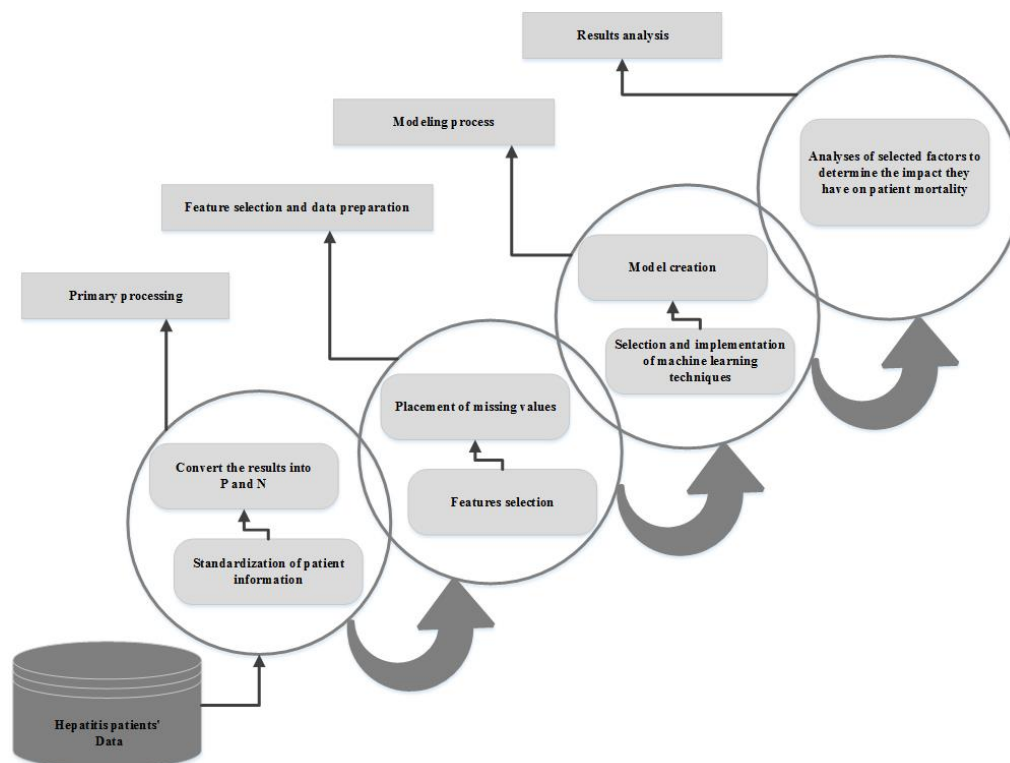 Results analysis
Modeling process
Analyses of selected factors to
determine the impact they
have on patient mortality
Feature selection and data preparation
Model creation
Primary processing
Selection and implementation
of machine learning
techniques
Placement of missing values
Convert the results into
P and N
Features selection
Standardization of patient
information
Hepatitis patients'
Data